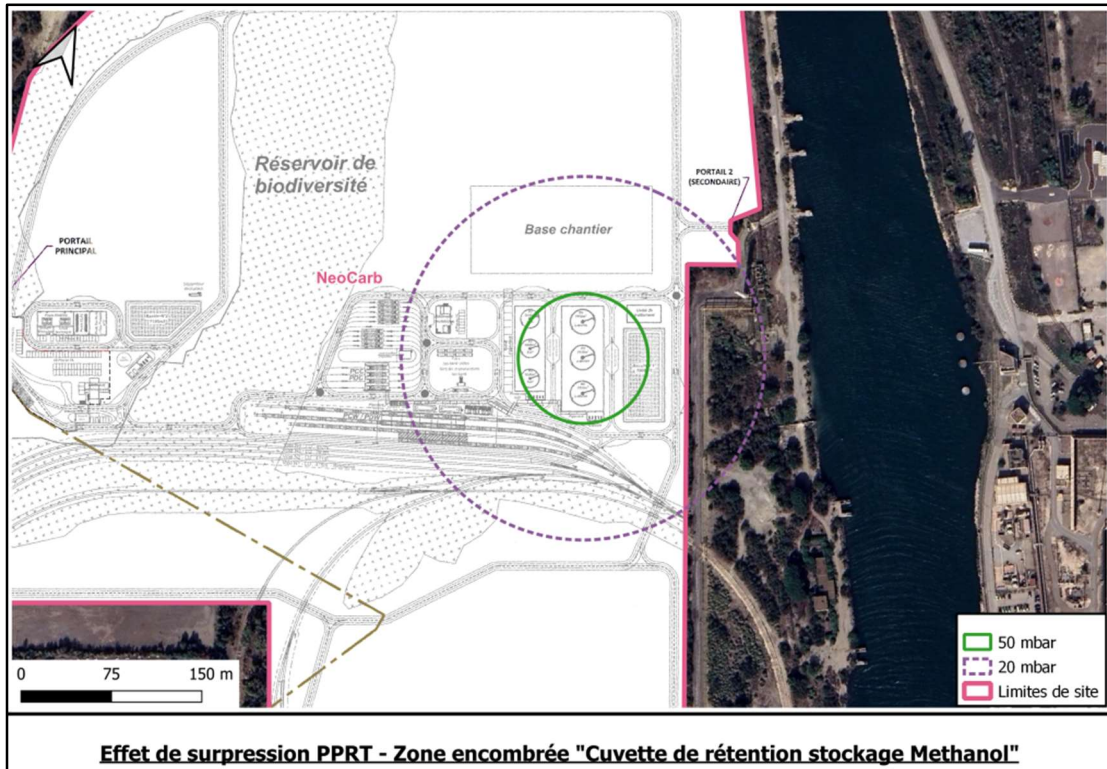 Réservoir de
biodiversité
PORTAIL 2
(SECONDAIRE)
Base chantier
PORTAIL
PRINCIPAL
NeoCarb
0 75 150 m
50 mbar
20 mbar
Limites de site
Effet de surpression PPRT - Zone encombrée "Cuvette de rétention stockage Methanol"